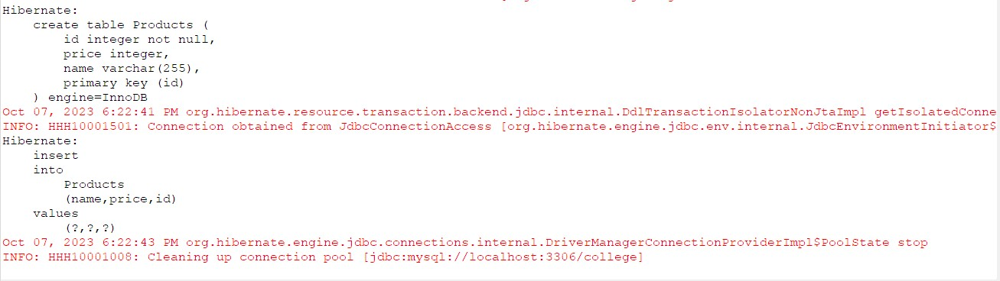 Hibernate:
    create table Products (
        id integer not null,
        price integer,
        name varchar(255),
        primary key (id)
    ) engine=InnoDB
Oct 07, 2023 6:22:41 PM org.hibernate.resource.transaction.backend.jdbc.internal.DdlTransactionIsolatorNonJtaImpl getIsolatedConne
INFO: HHH10001501: Connection obtained from JdbcConnectionAccess [org.hibernate.engine.jdbc.env.internal.JdbcEnvironmentInitiator$
Hibernate:
    insert
    into
        Products
        (name,price,id)
    values
        (?,?,?)
Oct 07, 2023 6:22:43 PM org.hibernate.engine.jdbc.connections.internal.DriverManagerConnectionProviderImpl$PoolState stop
INFO: HHH10001008: Cleaning up connection pool [jdbc:mysql://localhost:3306/college]